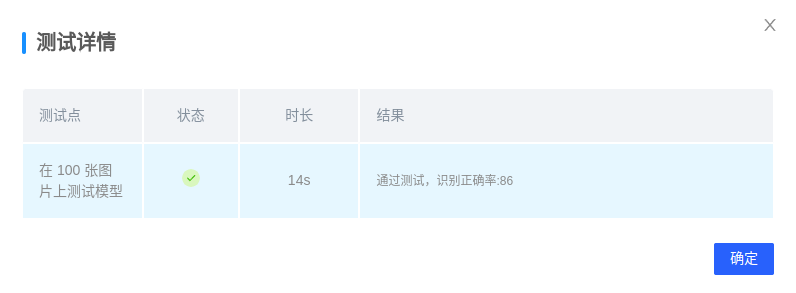 测试详情
测试点 状态 时长 结果
在 100 张图
片上测试模型
14s
通过测试，识别正确率:86
确定